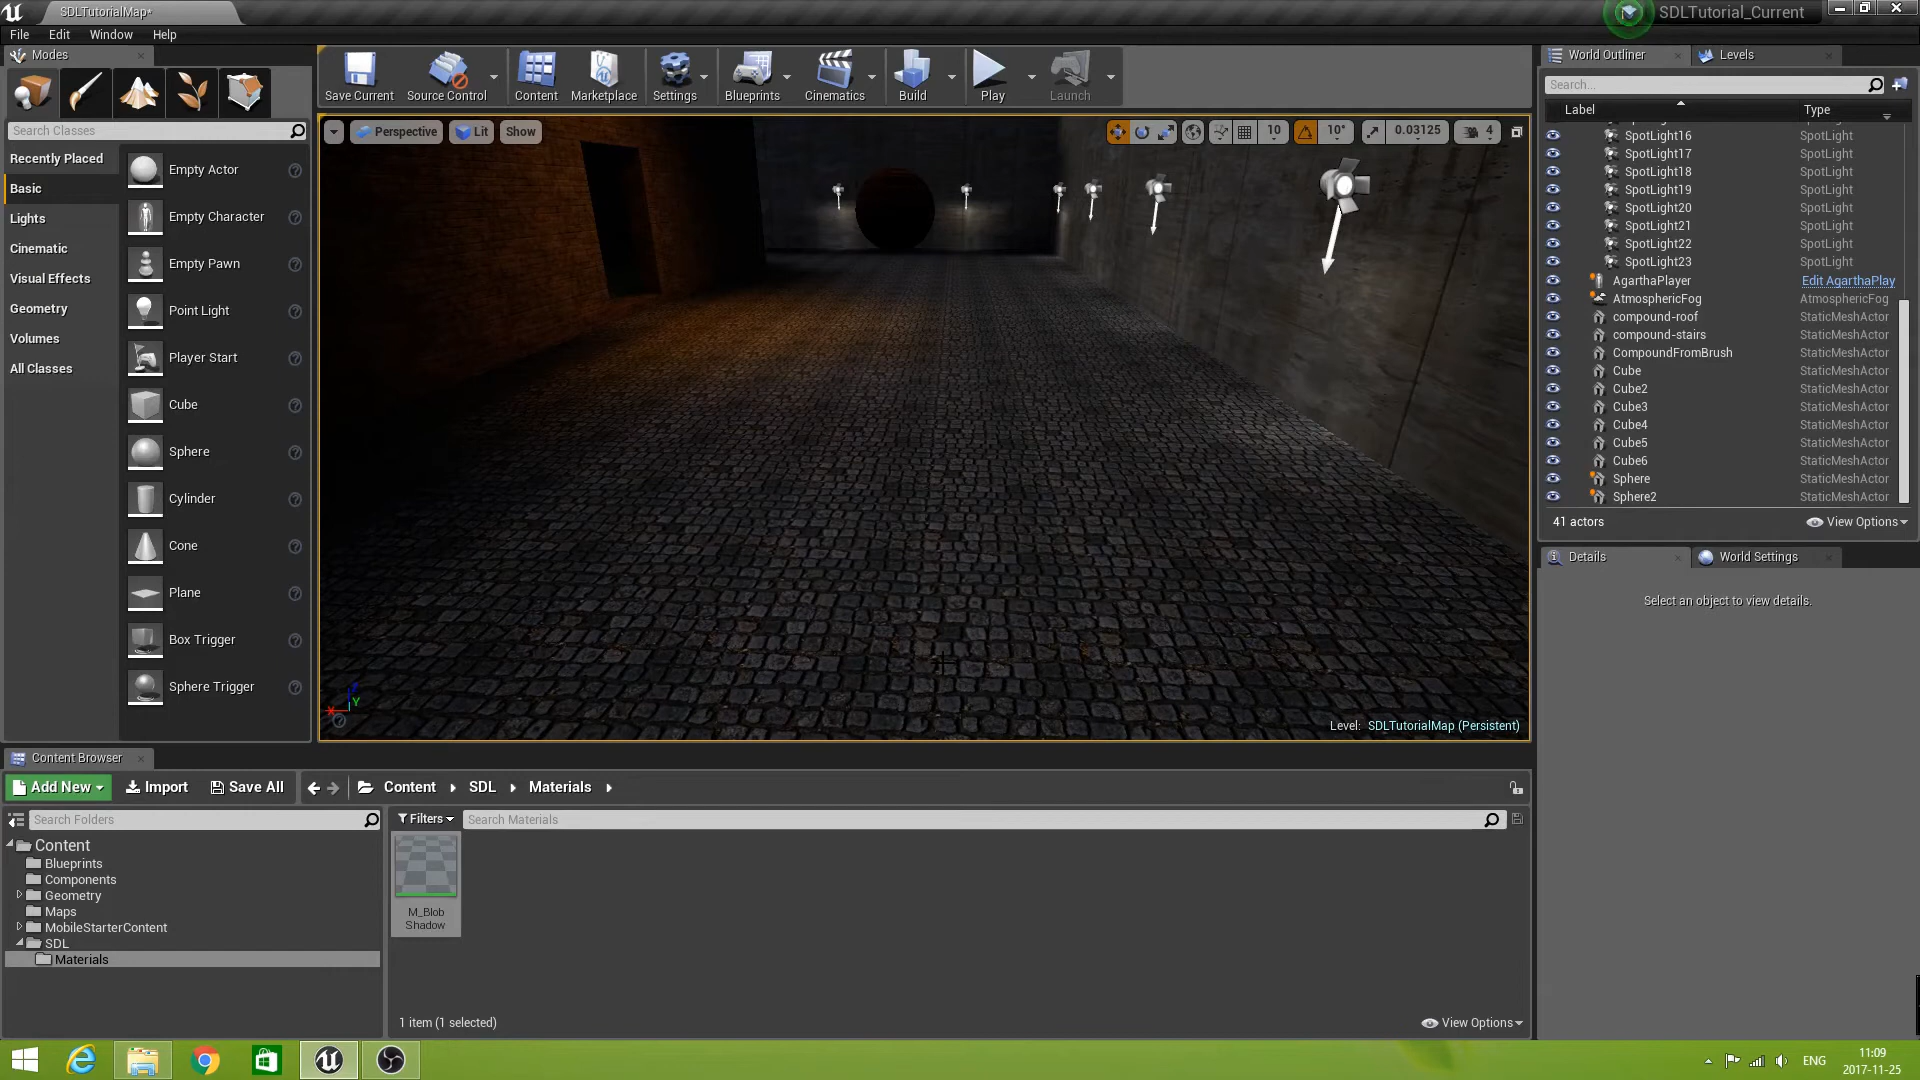 SDLTutorialMap*
SDLTutorial_Current
File
Edit
Window
Help
Modes
Search Classes
Recently Placed
Basic
Lights
Cinematic
Visual Effects
Geometry
Volumes
All Classes
Empty Actor
Empty Character
Empty Pawn
Point Light
Player Start
Cube
Sphere
Cylinder
Cone
Plane
Box Trigger
Sphere Trigger
Save Current
Source Control
Content
Marketplace
Settings
Blueprints
Cinematics
Build
Play
Launch
Perspective
Lit
Show
10
10°
0.03125
4
X
Y
Level: SDLTutorialMap (Persistent)
World Outliner
Levels
Search...
Label Type
SpotLight16 SpotLight
SpotLight17 SpotLight
SpotLight18 SpotLight
SpotLight19 SpotLight
SpotLight20 SpotLight
SpotLight21 SpotLight
SpotLight22 SpotLight
SpotLight23 SpotLight
AgarthaPlayer Edit AgarthaPlay
AtmosphericFog AtmosphericFog
compound-roof StaticMeshActor
compound-stairs StaticMeshActor
CompoundFromBrush StaticMeshActor
Cube StaticMeshActor
Cube2 StaticMeshActor
Cube3 StaticMeshActor
Cube4 StaticMeshActor
Cube5 StaticMeshActor
Cube6 StaticMeshActor
Sphere StaticMeshActor
Sphere2 StaticMeshActor
41 actors
View Options
Details
World Settings
Select an object to view details.
Content Browser
Add New
Import
Save All
Content
SDL
Materials
Search Folders
Filters
Search Materials
Content
Blueprints
Components
Geometry
Maps
MobileStarterContent
SDL
Materials
M_Blob
Shadow
1 item (1 selected)
View Options
ENG
11:09
2017-11-25